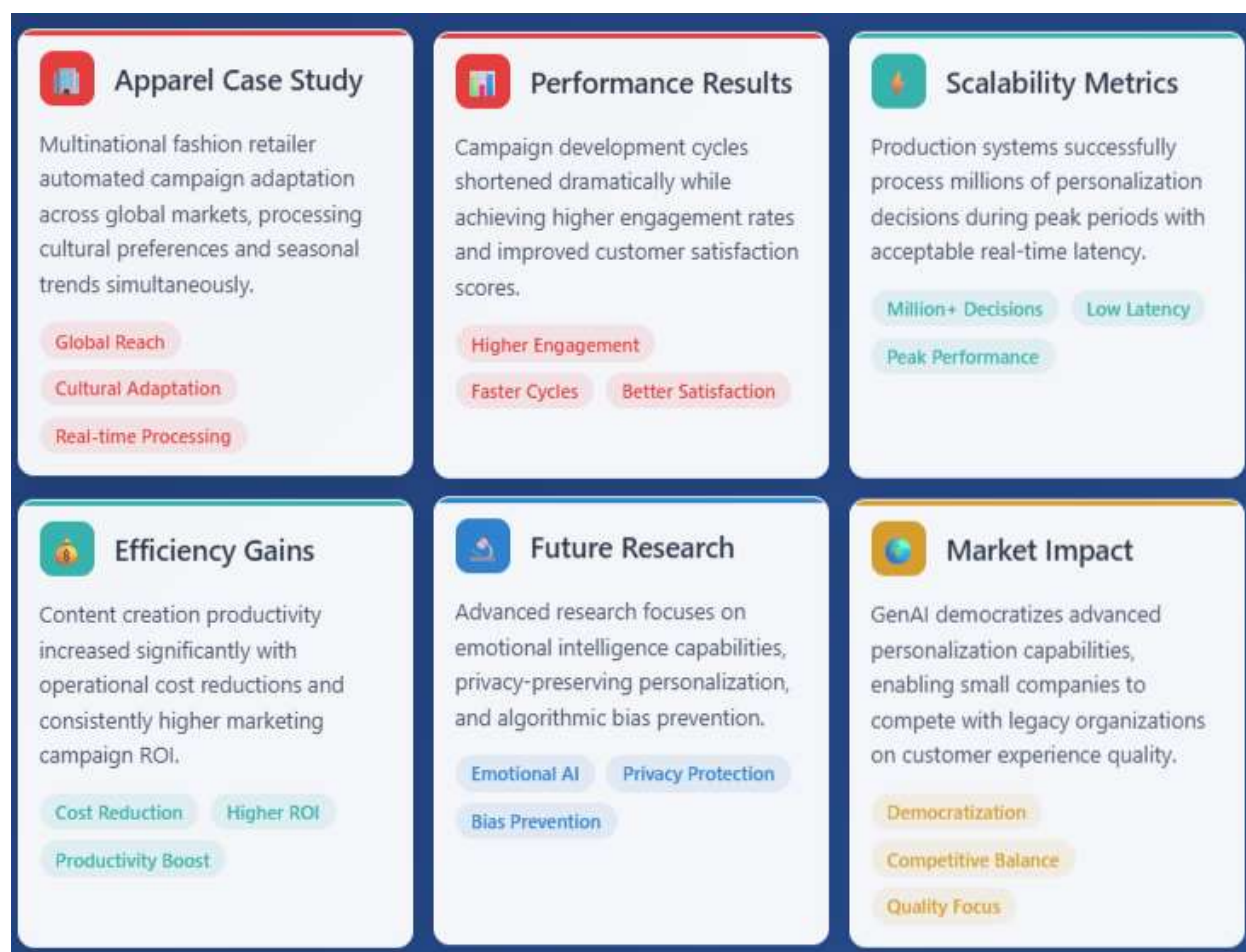 Apparel Case Study
Multinational fashion retailer
automated campaign adaptation
across global markets, processing
cultural preferences and seasonal
trends simultaneously.
Global Reach
Cultural Adaptation
Real-time Processing
Performance Results
Campaign development cycles
shortened dramatically while
achieving higher engagement rates
and improved customer satisfaction
scores.
Higher Engagement
Faster Cycles
Better Satisfaction
Scalability Metrics
Production systems successfully
process millions of personalization
decisions during peak periods with
acceptable real-time latency.
Million+ Decisions
Low Latency
Peak Performance
Efficiency Gains
Content creation productivity
increased significantly with
operational cost reductions and
consistently higher marketing
campaign ROI.
Cost Reduction
Higher ROI
Productivity Boost
Future Research
Advanced research focuses on
emotional intelligence capabilities,
privacy-preserving personalization,
and algorithmic bias prevention.
Emotional AI
Privacy Protection
Bias Prevention
Market Impact
GenAI democratizes advanced
personalization capabilities,
enabling small companies to
compete with legacy organizations
on customer experience quality.
Democratization
Competitive Balance
Quality Focus